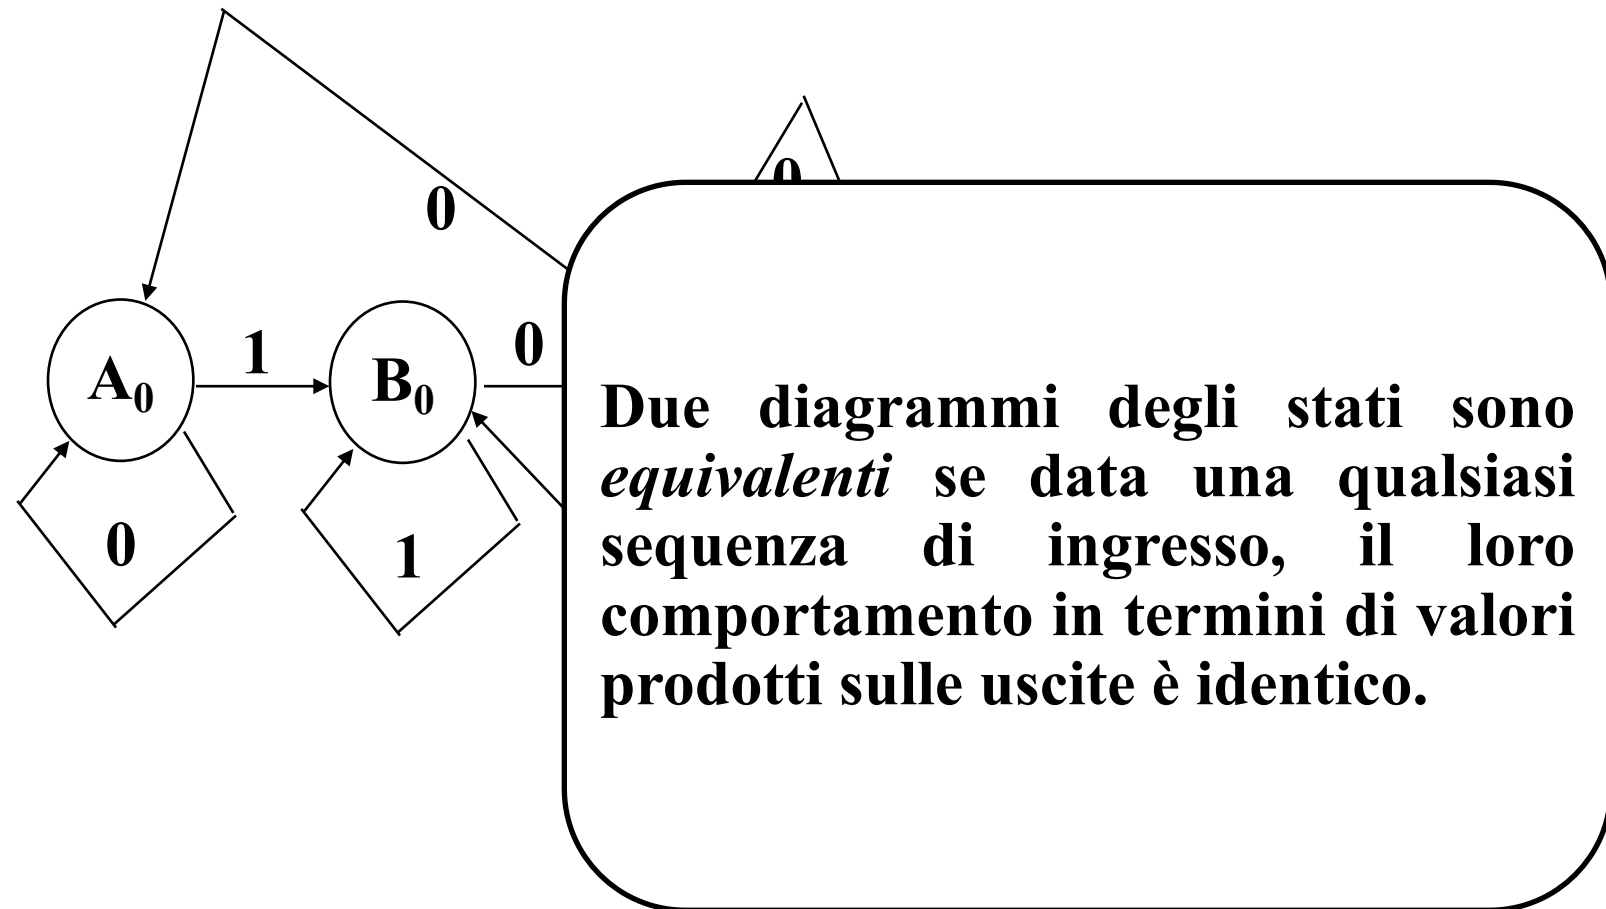 0
0
1
0
A0
B0
0
1
Due diagrammi degli stati sono
equivalenti se data una qualsiasi
sequenza di ingresso, il loro
comportamento in termini di valori
prodotti sulle uscite è identico.